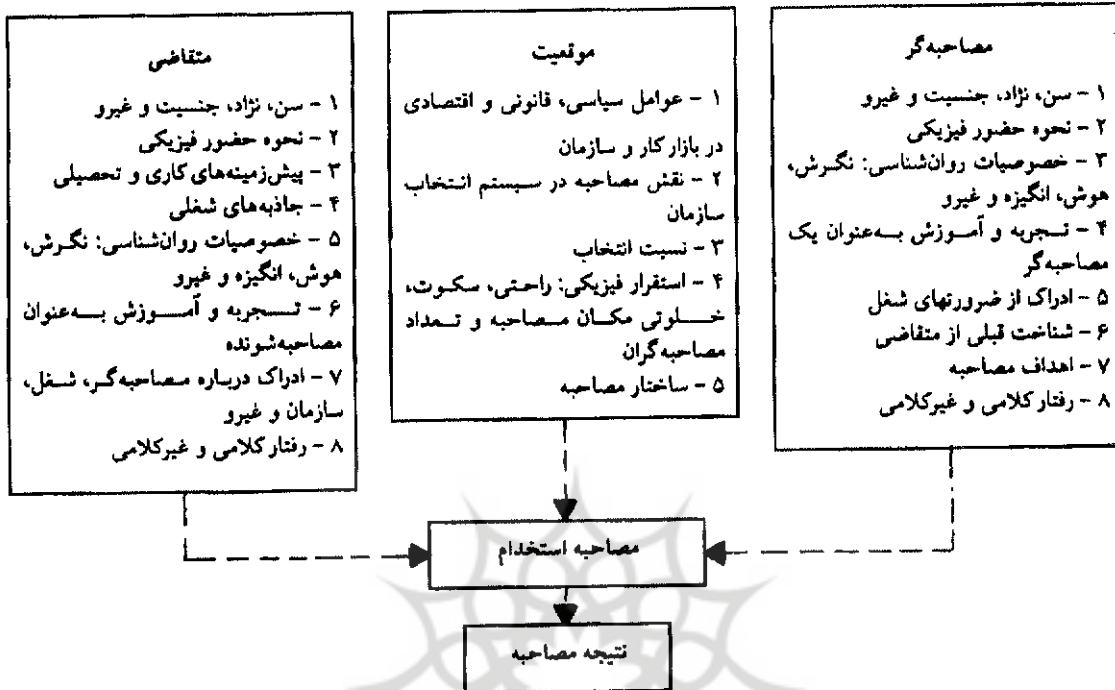 مصاحبه‌گر
۱ - سن، نژاد، جنسیت و غیرو
۲ - نحوه حضور فیزیکی
۳ - خصوصیات روان‌شناسی: نگرش،
هوش، انگیزه و غیرو
۴ - تجربه و آموزش به‌عنوان یک
مصاحبه‌گر
۵ - ادراک از ضرورتهای شغل
۶ - شناخت قبلی از متقاضی
۷ - اهداف مصاحبه
۸ - رفتار کلامی و غیرکلامی
موقعیت
۱ - عوامل سیاسی، قانونی و اقتصادی
در بازار کار و سازمان
۲ - نقش مصاحبه در سیستم انتخاب
سازمان
۳ - نسبت انتخاب
۴ - استقرار فیزیکی: راحتی، سکوت،
خلوتی مکان مصاحبه و تعداد
مصاحبه‌گران
۵ - ساختار مصاحبه
متقاضی
۱ - سن، نژاد، جنسیت و غیرو
۲ - نحوه حضور فیزیکی
۳ - پیش‌زمینه‌های کاری و تحصیلی
۴ - جاذبه‌های شغلی
۵ - خصوصیات روان‌شناسی: نگرش،
هوش، انگیزه و غیرو
۶ - تجربه و آموزش به‌عنوان
مصاحبه‌شونده
۷ - ادراک درباره مصاحبه‌گر، شغل،
سازمان و غیرو
۸ - رفتار کلامی و غیرکلامی
مصاحبه استخدام
نتیجه مصاحبه